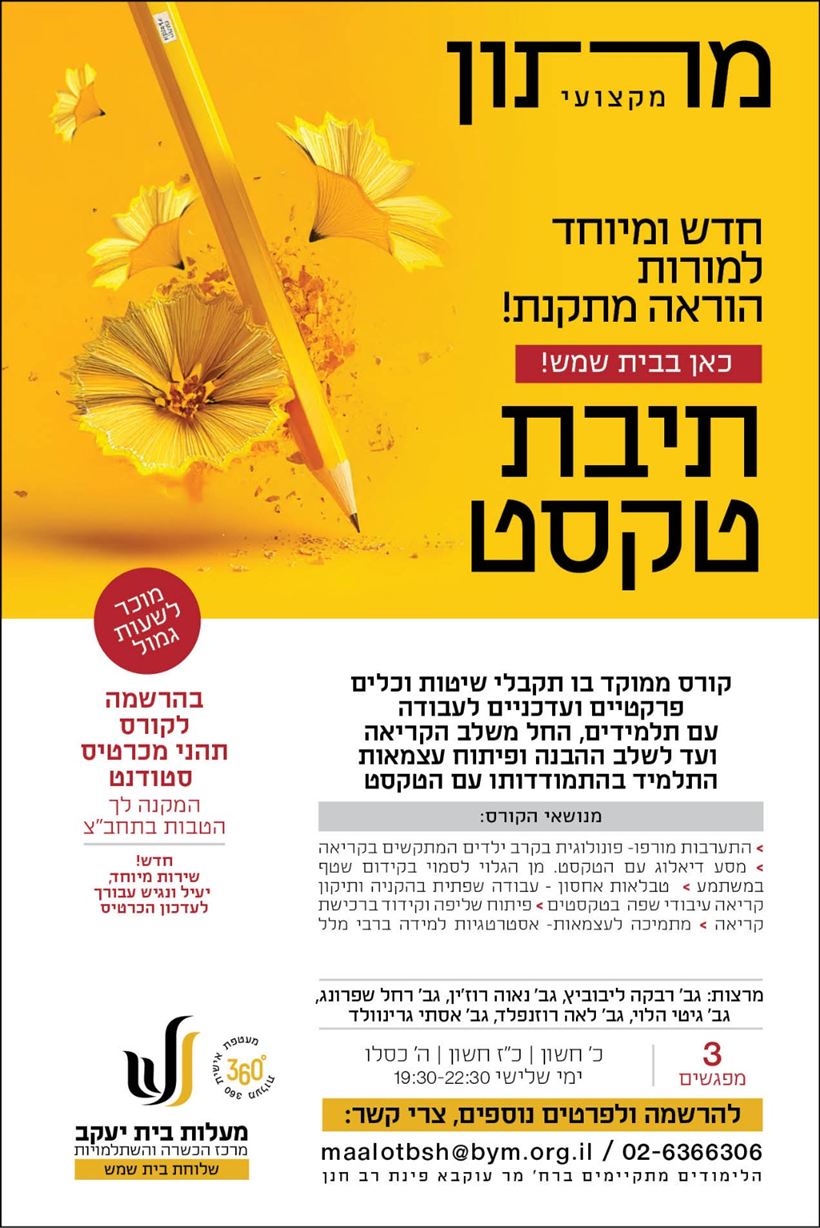 מרתון
מקצועי
חדש ומיוחד
למורות
הוראה מתקנת!
כאן בבית שמש!
תיבת
טקסט
מוכר
לשעות
גמול
בהרשמה
לקורס
תהני מכרטיס
סטודנט
המקנה לך
הטבות בתחב"צ
חדש!
שירות מיוחד,
יעיל ונגיש עבורך
לעדכון הכרטיס
קורס ממוקד בו תקבלי שיטות וכלים
פרקטיים ועדכניים לעבודה
עם תלמידים, החל משלב הקריאה
ועד לשלב ההבנה ופיתוח עצמאות
התלמיד בהתמודדותו עם הטקסט
מנושאי הקורס:
> התערבות מורפו- פונולוגית בקרב ילדים המתקשים בקריאה
> מסע דיאלוג עם הטקסט. מן הגלוי לסמוי בקידום שטף
במשתמע > טבלאות אחסון - עבודה שפתית בהקניה ותיקון
קריאה עיבודי שפה בטקסטים > פיתוח שליפה וקידוד ברכישת
קריאה > מתמיכה לעצמאות- אסטרטגיות למידה ברבי מלל
מרצות: גב' רבקה ליבוביץ, גב' נאוה רוז'ין, גב' רחל שפרונג,
גב' גיטי הלוי, גב' לאה רוזנפלד, גב' אסתי גרינוולד
3
מפגשים
כ' חשון | כ"ז חשון | ה' כסלו
ימי שלישי 19:30-22:30
להרשמה ולפרטים נוספים, צרי קשר:
maalotbsh@bym.org.il / 02-6366306
הלימודים מתקיימים ברח' מר עוקבא פינת רב חנן
מעטפת אישית
360°
מעלות 360
מעלות בית יעקב
מרכז הכשרה והשתלמויות
שלוחת בית שמש